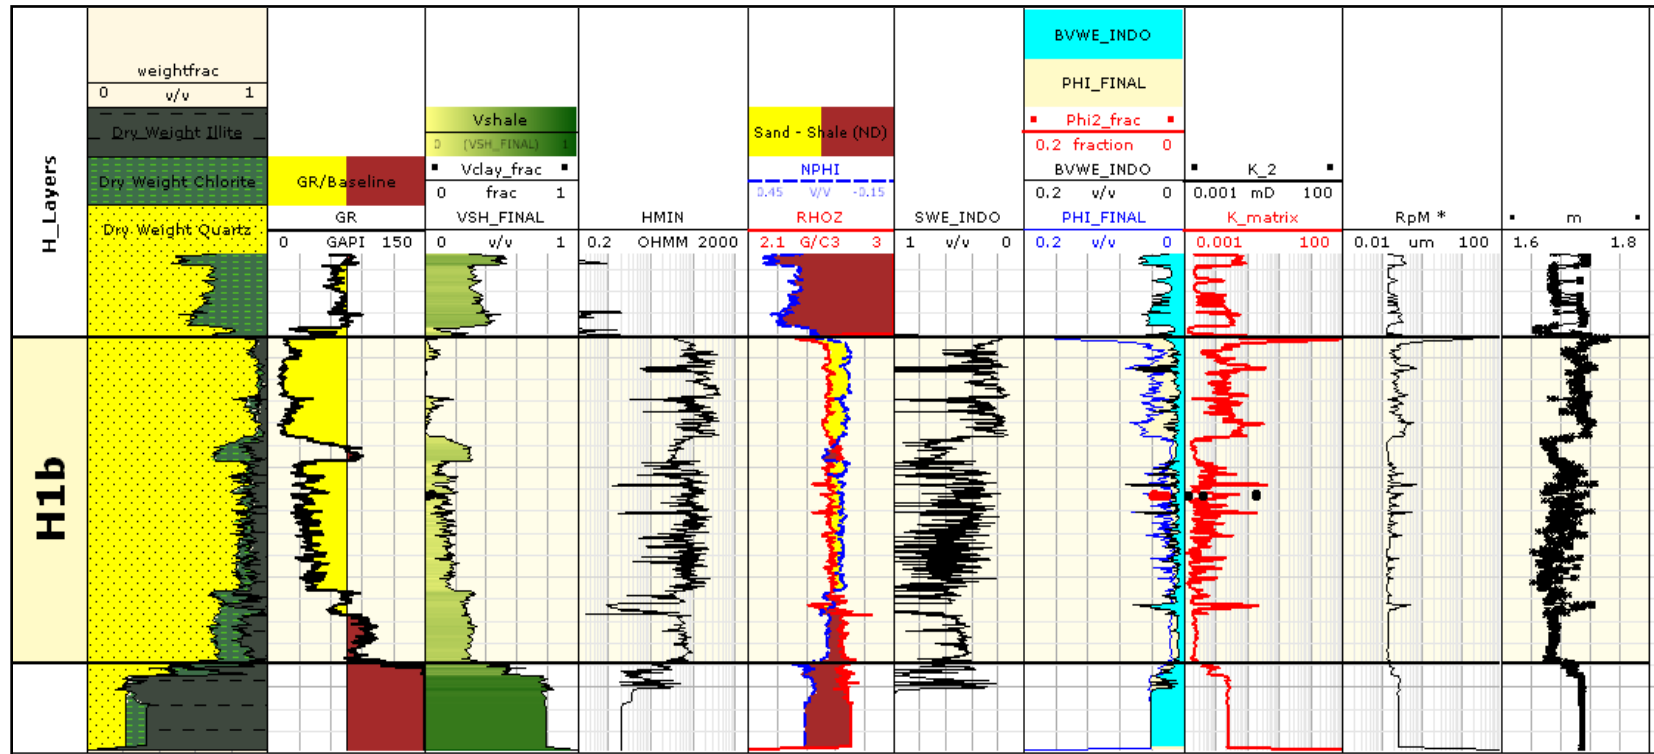 H_Layers
weightfrac
0 v/v 1
Dry Weight Illite
Dry Weight Chlorite
Dry Weight Quartz
GR/Baseline
GR
0 GAPI 150
Vshale
0 (VSH_FINAL) 1
Vclay_frac
0 frac 1
VSH_FINAL
0 v/v 1
HMIN
0.2 OHMM 2000
Sand - Shale (ND)
NPHI
0.45 V/V -0.15
RHOZ
2.1 G/C3 3
SWE_INDO
1 v/v 0
BVWE_INDO
PHI_FINAL
Phi2_frac
0.2 fraction 0
BVWE_INDO
0.2 v/v 0
PHI_FINAL
0.2 v/v 0
K_2
0.001 mD 100
K_matrix
0.001 100
RpM *
0.01 um 100
m
1.6 1.8
H1b